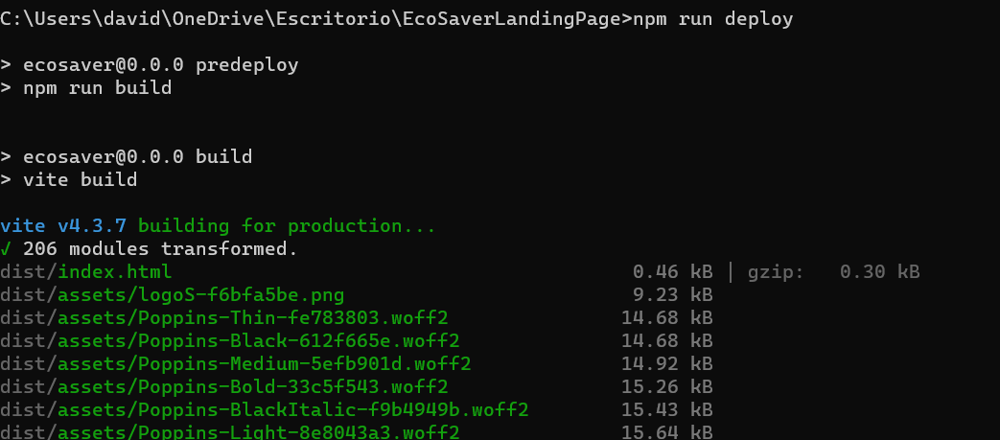 C:\Users\david\OneDrive\Escritorio\EcoSaverLandingPage>npm run deploy
> ecosaver@0.0.0 predeploy
> npm run build
> ecosaver@0.0.0 build
> vite build
vite v4.3.7 building for production...
✓ 206 modules transformed.
dist/index.html 0.46 kB │ gzip: 0.30 kB
dist/assets/logoS-f6bfa5be.png 9.23 kB
dist/assets/Poppins-Thin-fe783803.woff2 14.68 kB
dist/assets/Poppins-Black-612f665e.woff2 14.68 kB
dist/assets/Poppins-Medium-5efb901d.woff2 14.92 kB
dist/assets/Poppins-Bold-33c5f543.woff2 15.26 kB
dist/assets/Poppins-BlackItalic-f9b4949b.woff2 15.43 kB
dist/assets/Poppins-Light-8e8043a3.woff2 15.64 kB